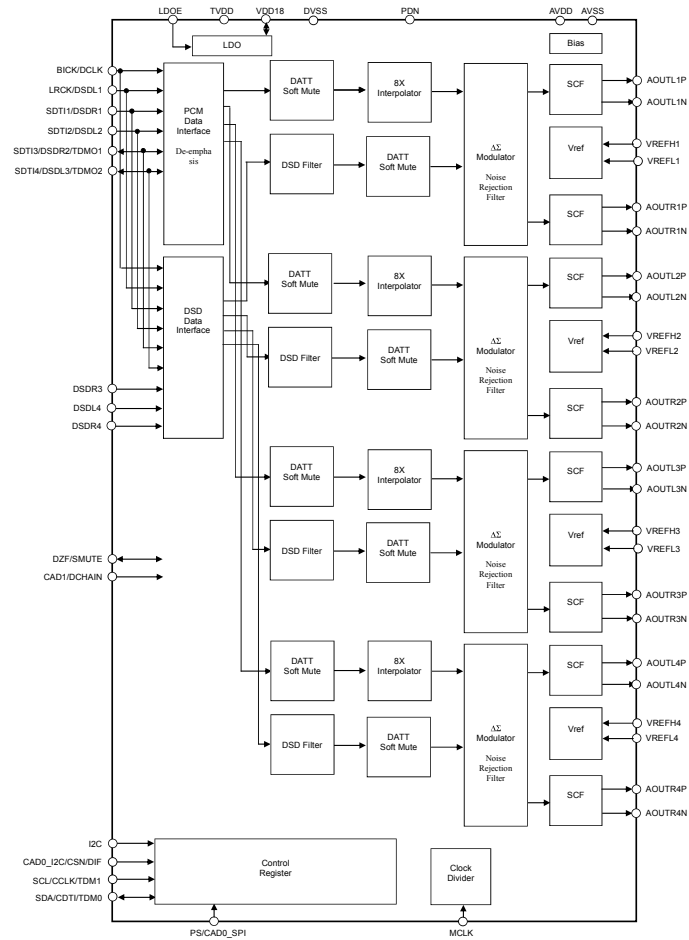 LDOE
TVDD
VDD18
DVSS
PDN
AVDD
AVSS
LDO
Bias
BICK/DCLK
LRCK/DSDL1
SDTI1/DSDR1
SDTI2/DSDL2
SDTI3/DSDR2/TDMO1
SDTI4/DSDL3/TDMO2
PCM
Data
Interface
De-empha
sis
DATT
Soft Mute
8X
Interpolator
DSD Filter
DATT
Soft Mute
ΔΣ
Modulator
Noise
Rejection
Filter
SCF
Vref
SCF
AOUTL1P
AOUTL1N
VREFH1
VREFL1
AOUTR1P
AOUTR1N
DSD
Data
Interface
DSDR3
DSDL4
DSDR4
DATT
Soft Mute
8X
Interpolator
DSD Filter
DATT
Soft Mute
ΔΣ
Modulator
Noise
Rejection
Filter
SCF
Vref
SCF
AOUTL2P
AOUTL2N
VREFH2
VREFL2
AOUTR2P
AOUTR2N
DZF/SMUTE
CAD1/DCHAIN
DATT
Soft Mute
8X
Interpolator
DSD Filter
DATT
Soft Mute
ΔΣ
Modulator
Noise
Rejection
Filter
SCF
Vref
SCF
AOUTL3P
AOUTL3N
VREFH3
VREFL3
AOUTR3P
AOUTR3N
DATT
Soft Mute
8X
Interpolator
DSD Filter
DATT
Soft Mute
ΔΣ
Modulator
Noise
Rejection
Filter
SCF
Vref
SCF
AOUTL4P
AOUTL4N
VREFH4
VREFL4
AOUTR4P
AOUTR4N
I2C
CAD0_I2C/CSN/DIF
SCL/CCLK/TDM1
SDA/CDTI/TDM0
Control
Register
Clock
Divider
PS/CAD0_SPI
MCLK